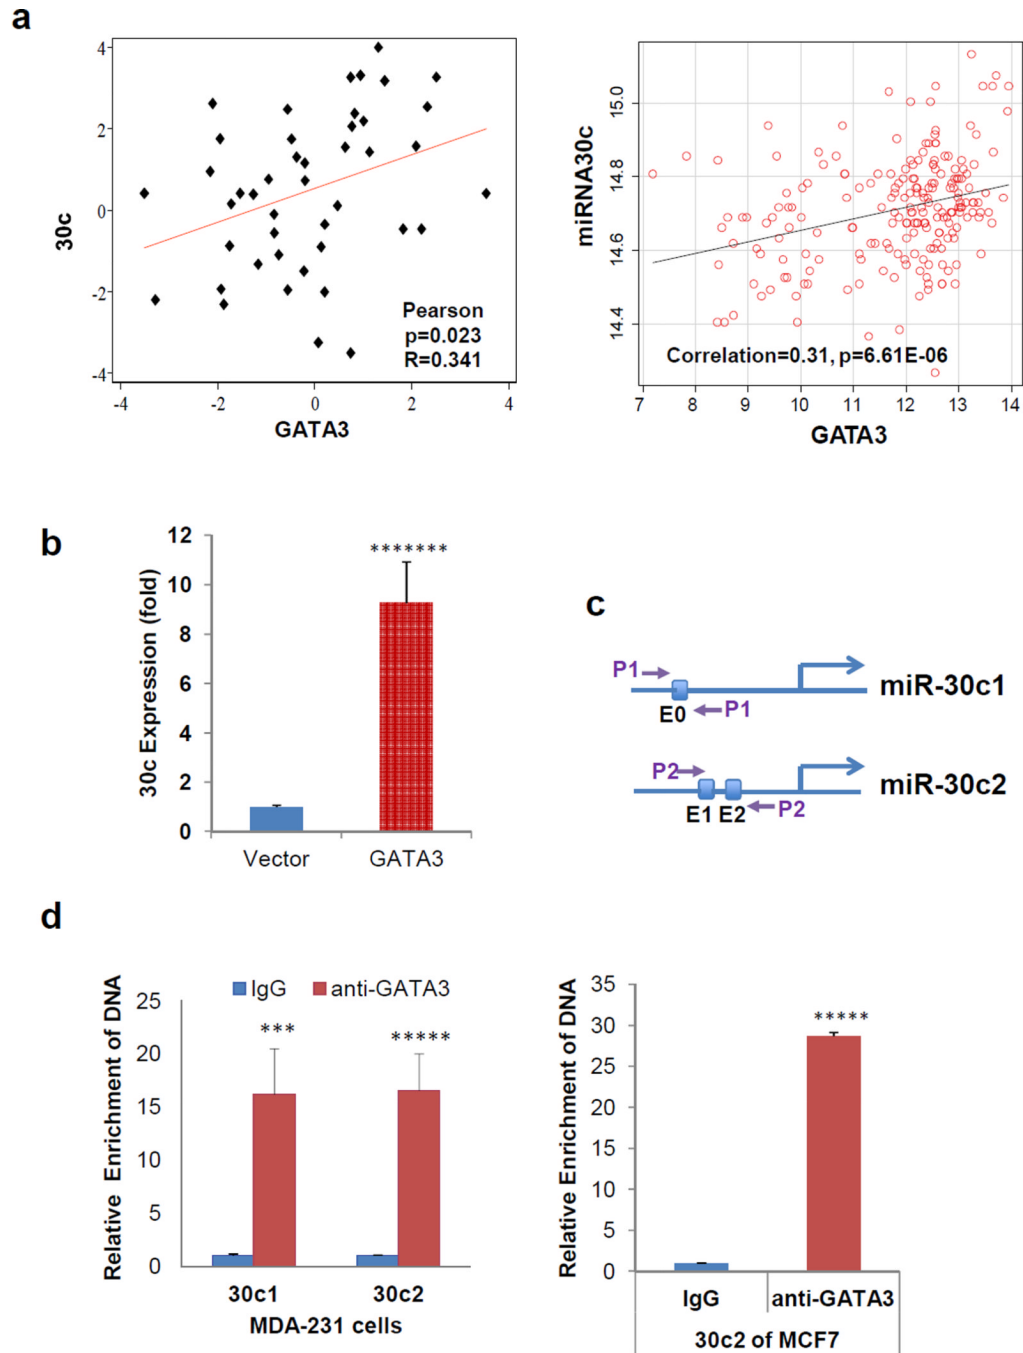 a
4
2
0
-2
-4
30c
Pearson
p=0.023
R=0.341
-4 -2 0 2 4
GATA3
15.0
14.8
14.6
14.4
miRNA30c
Correlation=0.31, p=6.61E-06
7 8 9 10 11 12 13 14
GATA3
b
12
10
8
6
4
2
0
30c Expression (fold)
*******
Vector GATA3
c
P1
E0
P1
miR-30c1
P2
E1 E2
P2
miR-30c2
d
IgG anti-GATA3
25
20
15
10
5
0
Relative Enrichment of DNA
*** *****
30c1 30c2
MDA-231 cells
35
30
25
20
15
10
5
0
Relative Enrichment of DNA
*****
IgG anti-GATA3
30c2 of MCF7